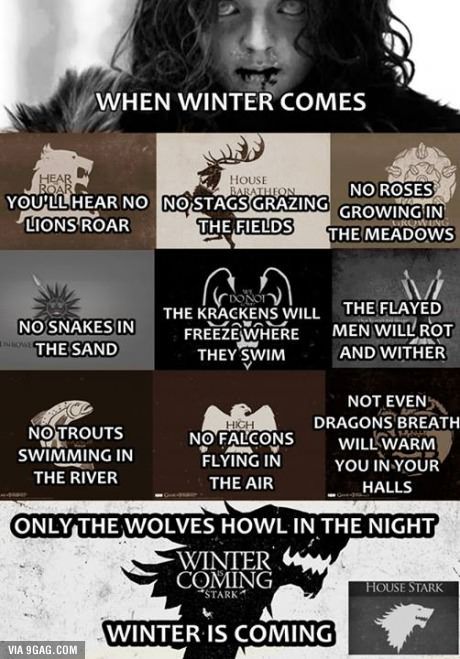 WHEN WINTER COMES
HEAR
ROAR
YOU'LL HEAR NO
LIONS ROAR
HOUSE
BARATHEON
NO STAGS GRAZING
THE FIELDS
NO ROSES
GROWING IN
GROWING
THE MEADOWS
NO SNAKES IN
THE SAND
WE
DO NOT
THE KRACKENS WILL
FREEZE WHERE
THEY SWIM
THE FLAYED
MEN WILL ROT
AND WITHER
NO TROUTS
SWIMMING IN
THE RIVER
HIGH
NO FALCONS
FLYING IN
THE AIR
NOT EVEN
DRAGONS BREATH
WILL WARM
YOU IN YOUR
HALLS
ONLY THE WOLVES HOWL IN THE NIGHT
WINTER
IS
COMING
STARK
HOUSE STARK
WINTER IS COMING
VIA 9GAG.COM